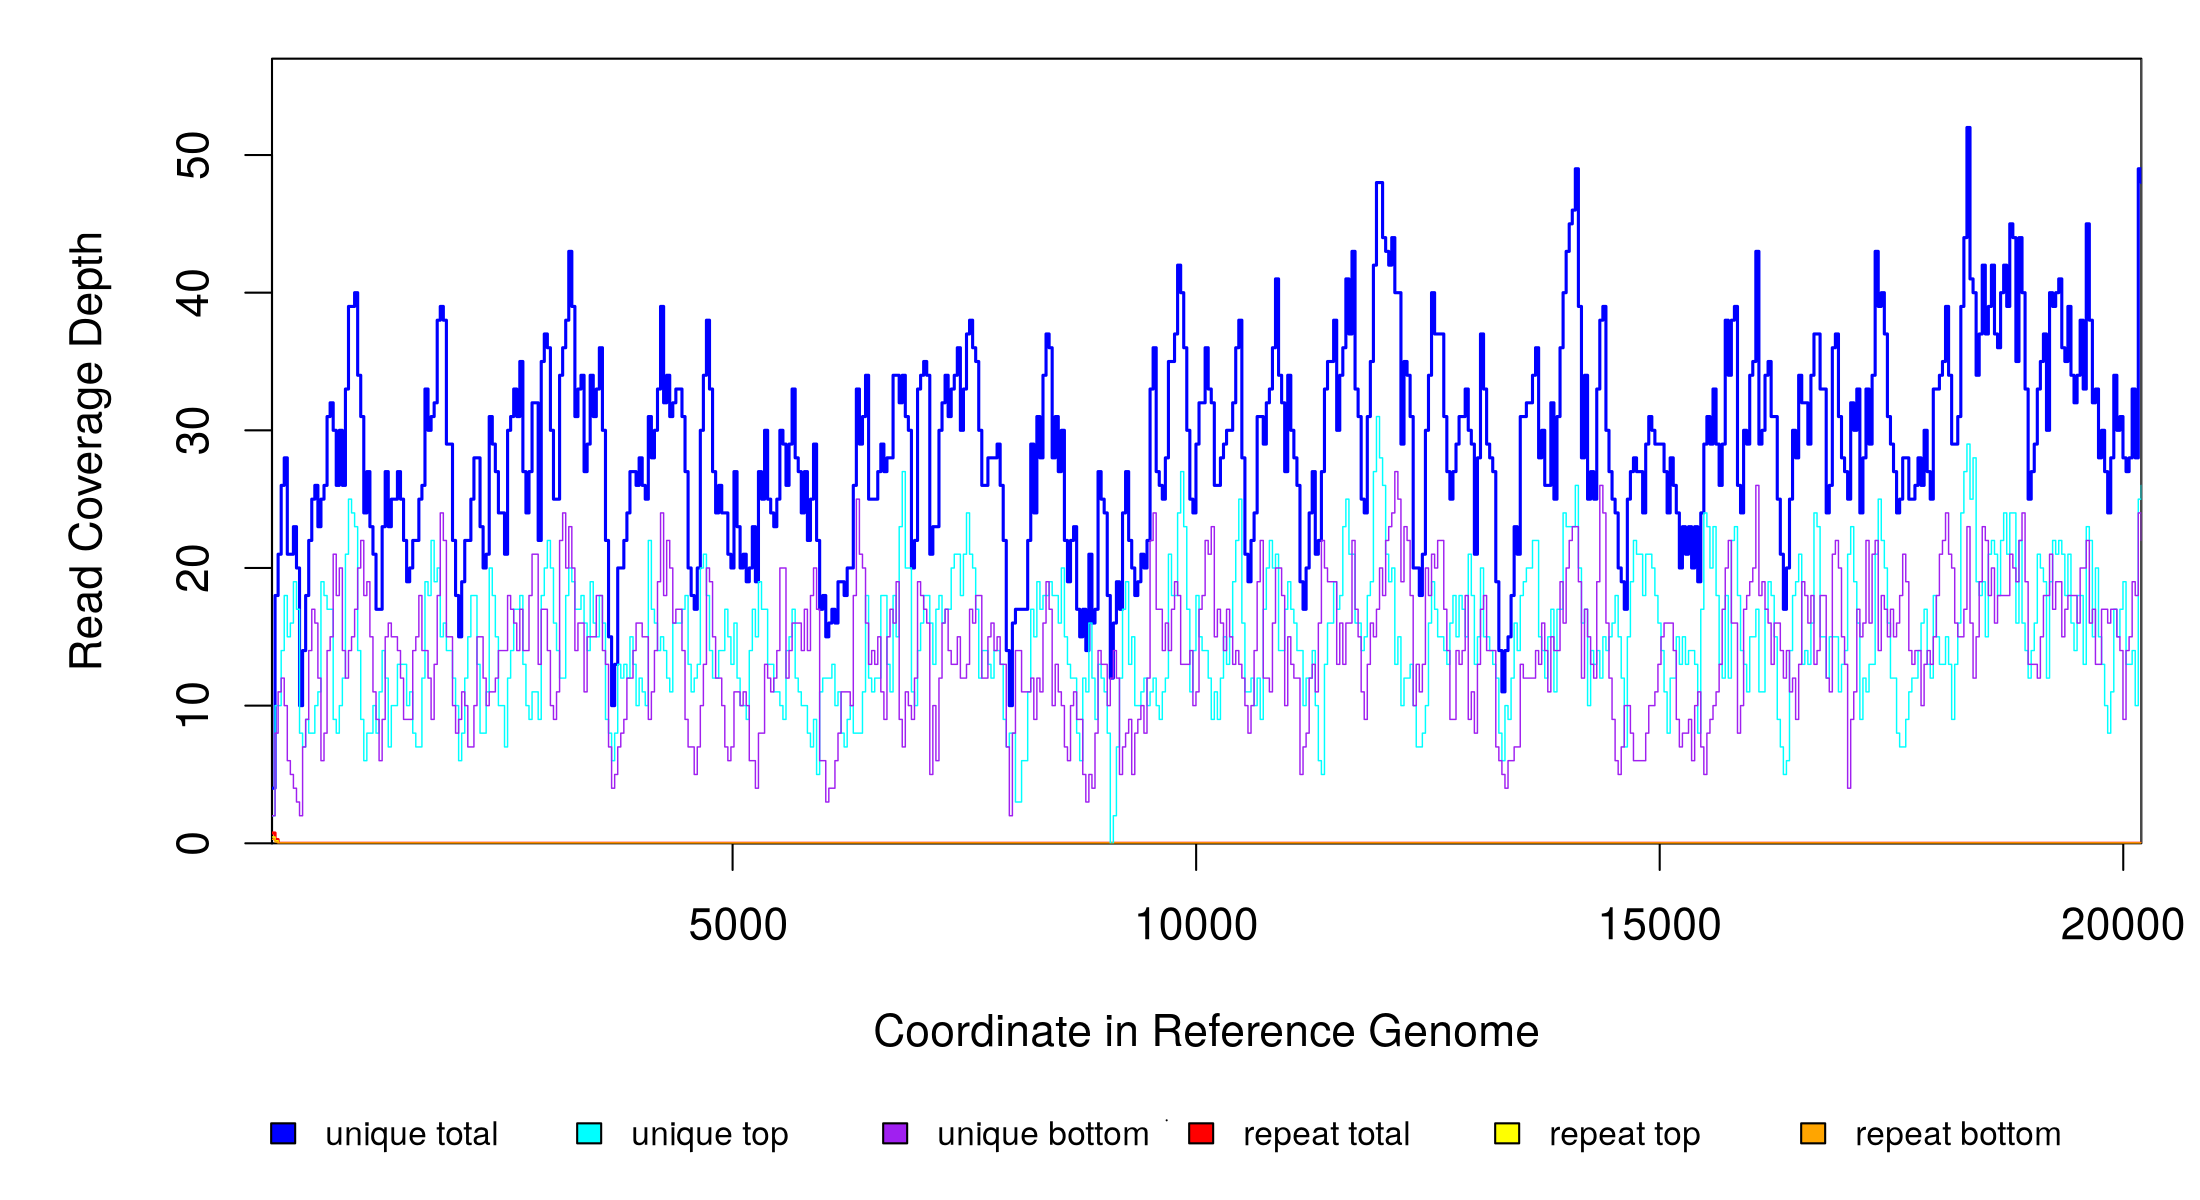 Read Coverage Depth
50
40
30
20
10
0
5000 10000 15000 20000
Coordinate in Reference Genome
unique total unique top unique bottom repeat total repeat top repeat bottom